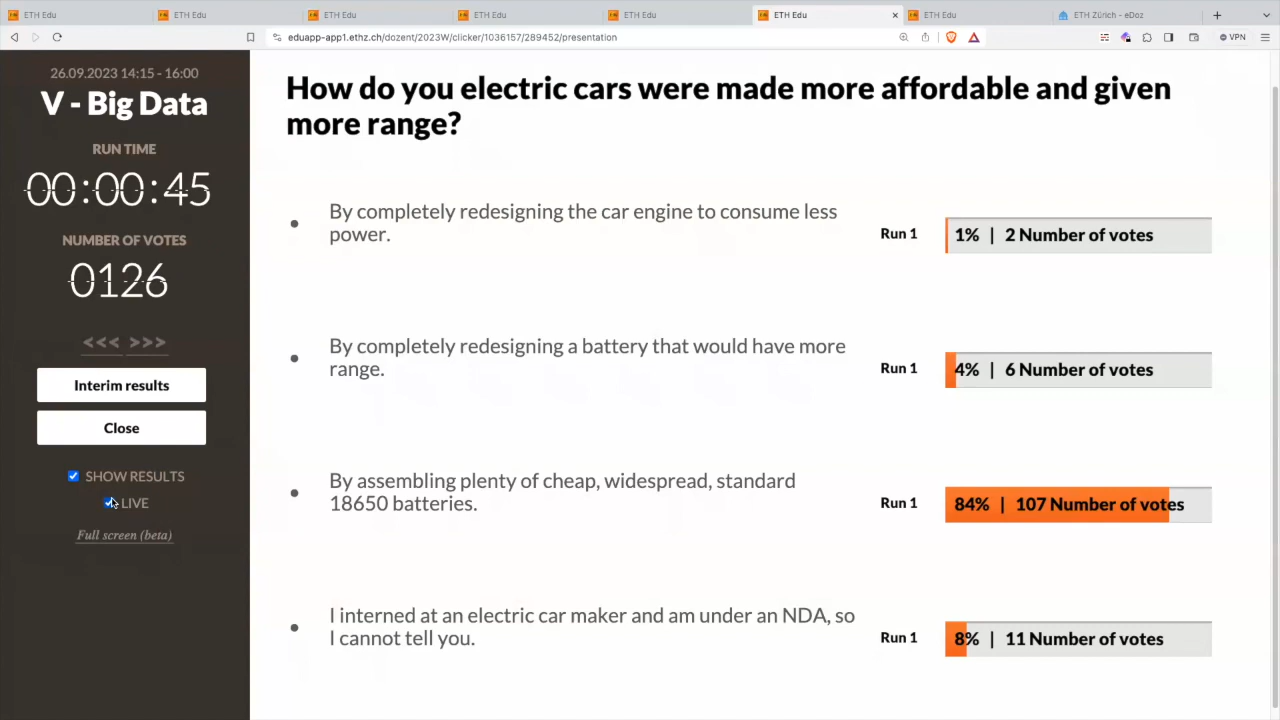 ETH Edu
ETH Edu
ETH Edu
ETH Edu
ETH Edu
ETH Edu
ETH Edu
ETH Zürich - eDoz
eduapp-app1.ethz.ch/dozent/2023W/clicker/1036157/289452/presentation
VPN
26.09.2023 14:15 - 16:00
V - Big Data
RUN TIME
00:00:45
NUMBER OF VOTES
0126
<<< >>>
Interim results
Close
SHOW RESULTS
LIVE
Full screen (beta)
How do you electric cars were made more affordable and given
more range?
By completely redesigning the car engine to consume less
power.
Run 1
1% | 2 Number of votes
By completely redesigning a battery that would have more
range.
Run 1
4% | 6 Number of votes
By assembling plenty of cheap, widespread, standard
18650 batteries.
Run 1
84% | 107 Number of votes
I interned at an electric car maker and am under an NDA, so
I cannot tell you.
Run 1
8% | 11 Number of votes